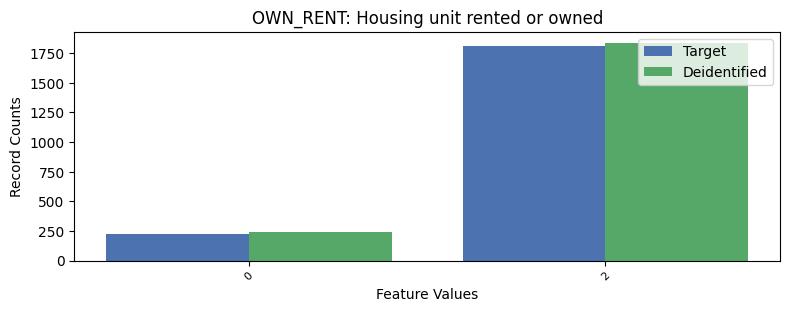 OWN_RENT: Housing unit rented or owned
Target
Deidentified
Record Counts
1750
1500
1250
1000
750
500
250
0
0
2
Feature Values